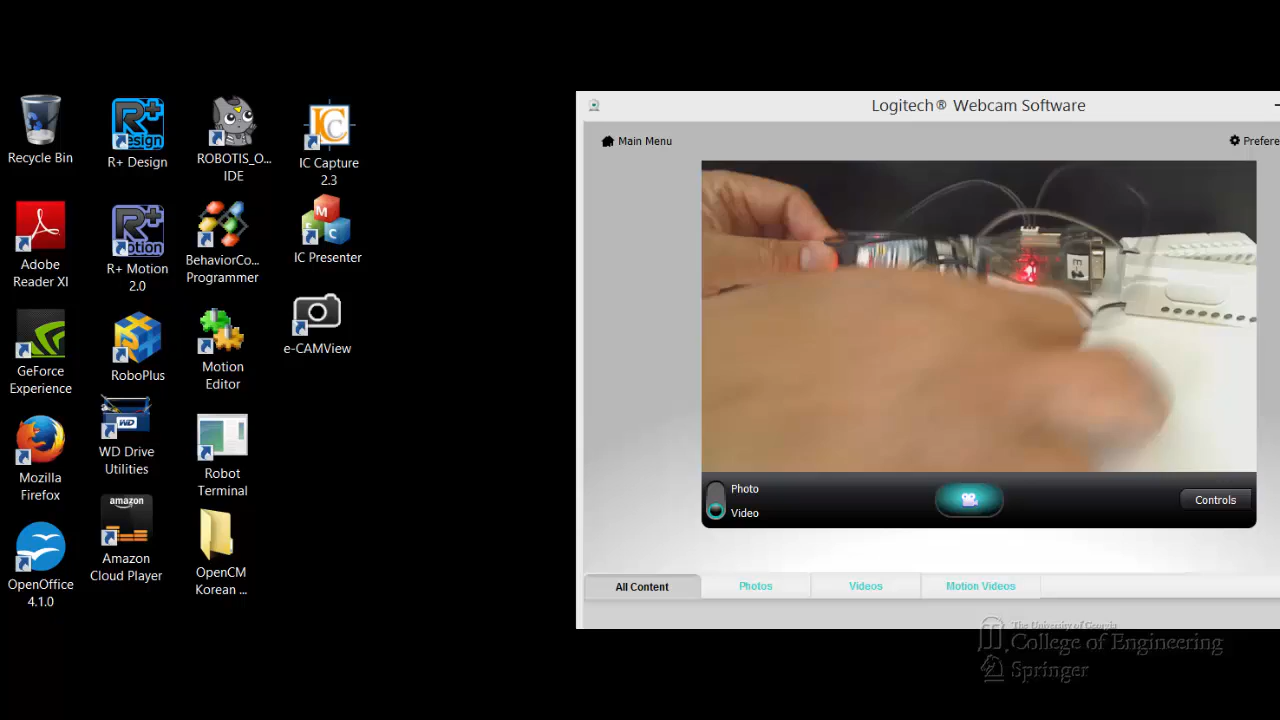 Recycle Bin
R+ Design
ROBOTIS_O...
IDE
IC Capture
2.3
Adobe
Reader XI
R+ Motion
2.0
BehaviorCo...
Programmer
IC Presenter
GeForce
Experience
RoboPlus
Motion
Editor
e-CAMView
Mozilla
Firefox
WD Drive
Utilities
Robot
Terminal
OpenOffice
4.1.0
amazon
Amazon
Cloud Player
OpenCM
Korean ...
Logitech® Webcam Software
Main Menu
Prefere
Photo
Video
Controls
All Content
Photos
Videos
Motion Videos
The University of Georgia
College of Engineering
Springer